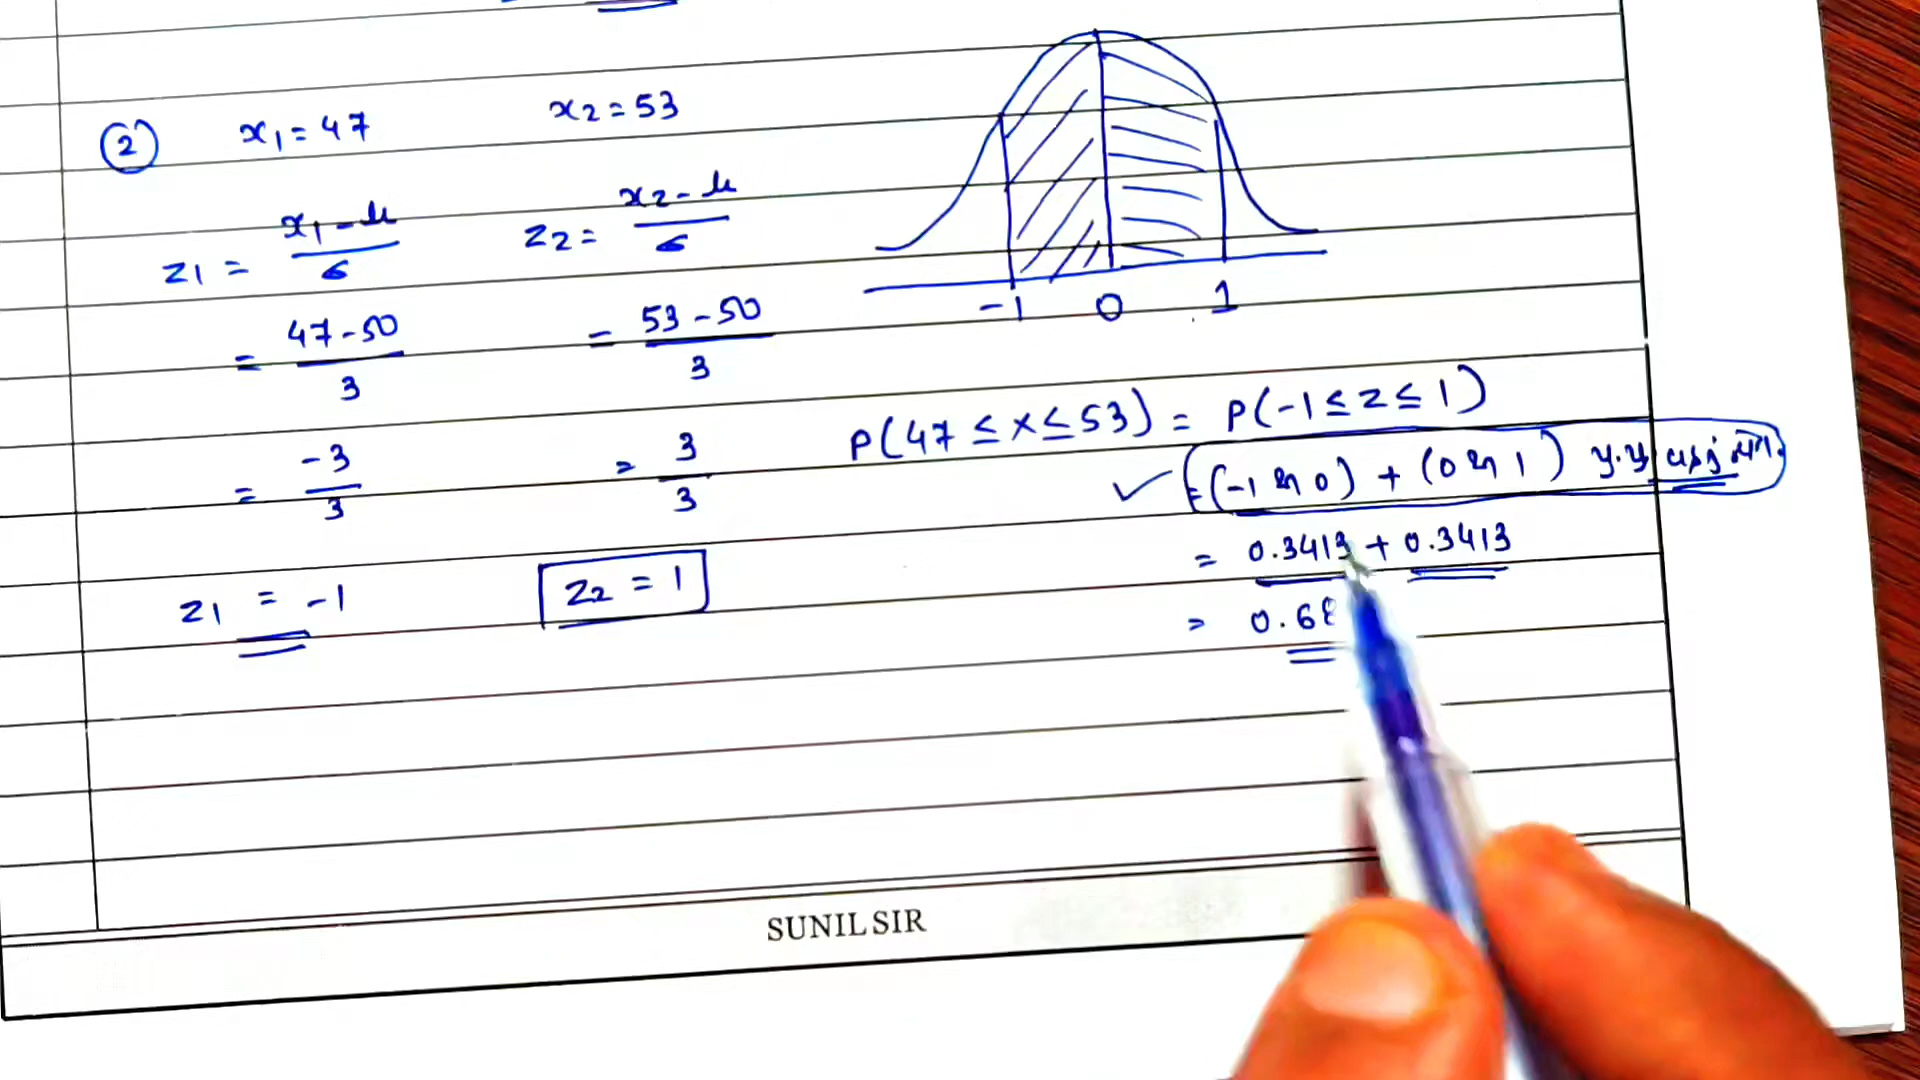 ② x₁ = 47 x₂ = 53
z₁ = (x₁ - μ)/σ z₂ = (x₂ - μ)/σ
= (47 - 50)/3 = (53 - 50)/3
= -3/3 = 3/3
z₁ = -1 z₂ = 1
-1 0 1
P(47 ≤ x ≤ 53) = P(-1 ≤ z ≤ 1)
= (-1 થી 0) + (0 થી 1)
= 0.3413 + 0.3413
= 0.68
SUNIL SIR